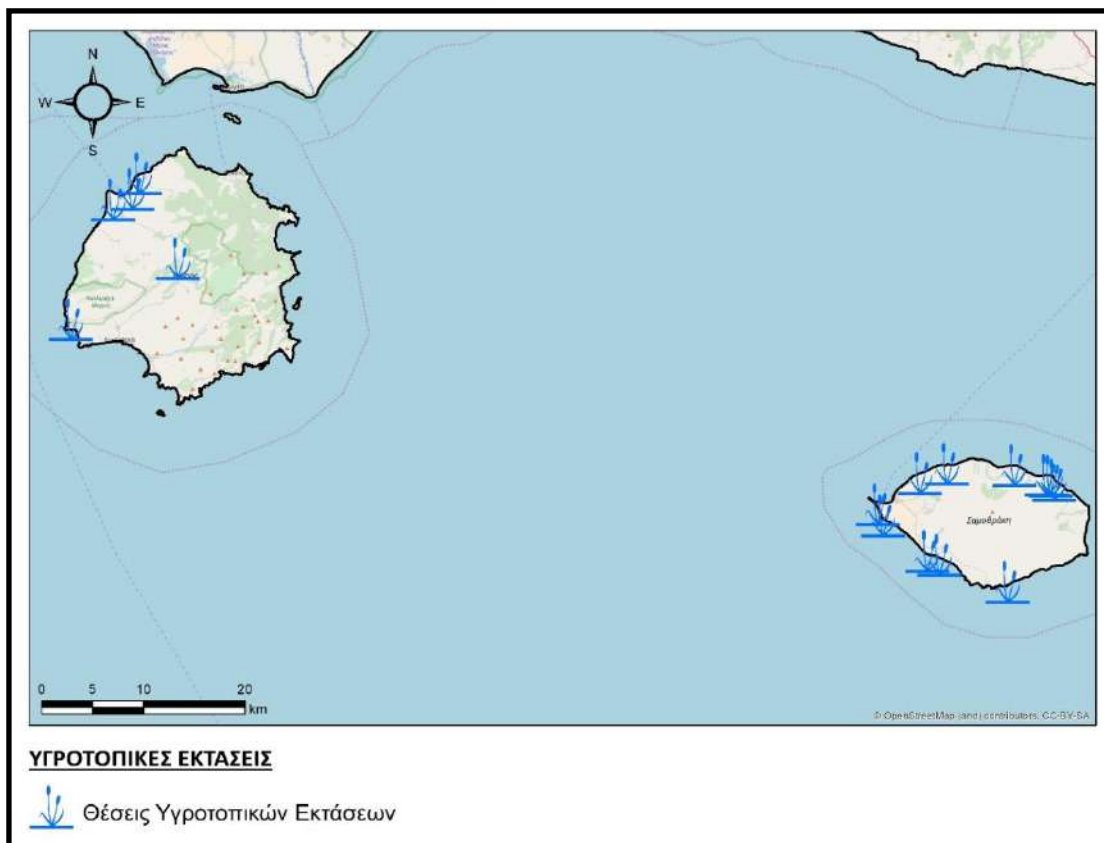 N
W E
S
Σαμοθράκη
0 5 10 20
km
© OpenStreetMap (and) contributors, CC-BY-SA
ΥΓΡΟΤΟΠΙΚΕΣ ΕΚΤΑΣΕΙΣ
Θέσεις Υγροτοπικών Εκτάσεων